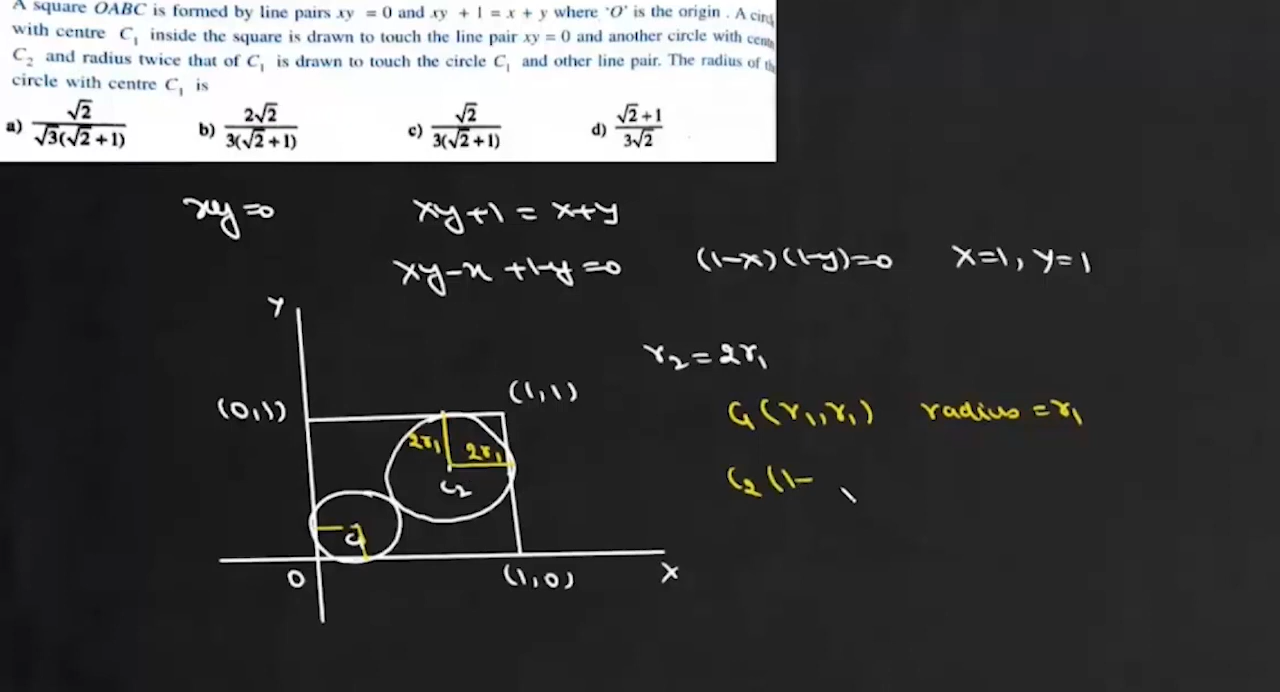 A square OABC is formed by line pairs xy = 0 and xy + 1 = x + y where 'O' is the origin . A
with centre C₁ inside the square is drawn to touch the line pair xy = 0 and another circle with
C₂ and radius twice that of C₁ is drawn to touch the circle C₁ and other line pair. The radius of
circle with centre C₁ is
a) √2/√3(√2+1) b) 2√2/3(√2+1) c) √2/3(√2+1) d) √2+1/3√2
xy=0 xy+1 = x+y
xy-x +1-y =0 (1-x)(1-y)=0 x=1, y=1
Y
r₂ = 2r₁
(0,1) (1,1) C₁(r₁,r₁) radius = r₁
2r₁ 2r₁
C₂ C₂ (1-
C₁
O (1,0) X